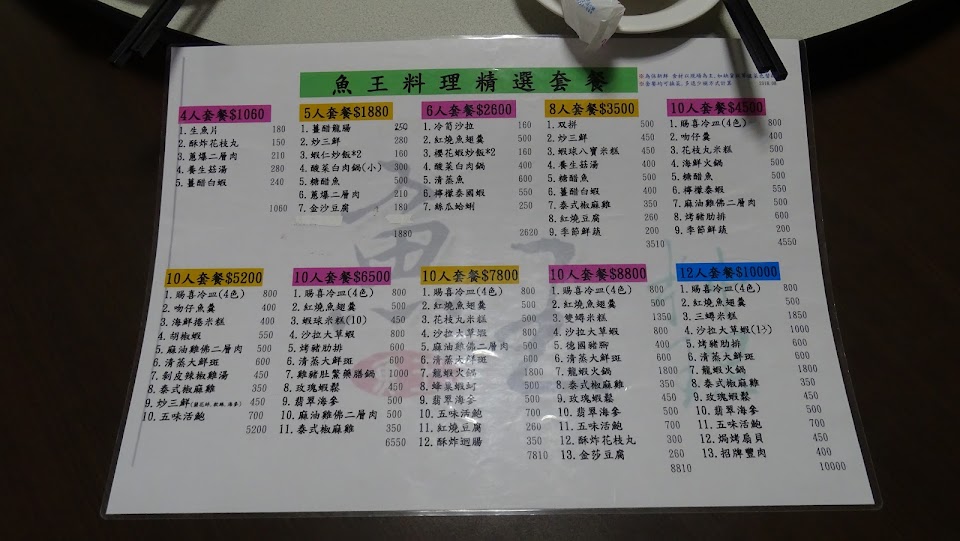 魚王料理精選套餐
4人套餐$1060
1.生魚片 180
2.酥炸花枝丸 150
3.蔥爆二層肉 210
4.養生菇湯 280
5.薑醋白蝦 240
1060
5人套餐$1880
1.薑醋龍腸 250
2.炒三鮮 280
3.蝦仁炒飯*2 160
4.酸菜白肉鍋(小) 300
5.糖醋魚 500
6.蔥爆二層肉 210
7.金沙豆腐 180
1880
6人套餐$2600
1.冷筍沙拉 160
2.紅燒魚翅羹 500
3.櫻花蝦炒飯*2 160
4.酸菜白肉鍋 500
5.清蒸魚 600
6.檸檬泰國蝦 550
7.絲瓜蛤蜊 250
2620
8人套餐$3500
1.双拼 500
2.炒三鮮 450
3.蝦球八寶米糕 450
4.養生菇湯 400
5.糖醋魚 500
6.薑醋白蝦 400
7.泰式椒麻雞 350
8.紅燒豆腐 260
9.季節鮮蔬 200
3510
10人套餐$4500
1.賜喜冷皿(4色) 800
2.吻仔羹 400
3.花枝丸米糕 500
4.海鮮火鍋 500
5.糖醋魚 500
6.檸檬泰蝦 550
7.麻油雞佛二層肉 500
8.烤豬肋排 600
9.季節鮮蔬 200
4550
10人套餐$5200
1.賜喜冷皿(4色) 800
2.吻仔魚羹 400
3.海鮮捲米糕 400
4.胡椒蝦 550
5.麻油雞佛二層肉 500
6.清蒸大鮮斑 600
7.剝皮辣椒雞湯 450
8.泰式椒麻雞 350
9.炒三鮮 450
10.五味活鮑 700
5200
10人套餐$6500
1.賜喜冷皿(4色) 800
2.紅燒魚翅羹 500
3.蝦球米糕(10) 450
4.沙拉大草蝦 800
5.烤豬肋排 600
6.清蒸大鮮斑 600
7.雞豬肚鱉藥膳鍋 1000
8.玫瑰蝦鬆 450
9.翡翠海參 500
10.麻油雞佛二層肉 500
11.泰式椒麻雞 350
6550
10人套餐$7800
1.賜喜冷皿(4色) 800
2.紅燒魚翅羹 500
3.花枝丸米糕 500
4.沙拉大草蝦 800
5.麻油雞佛二層肉 500
6.清蒸大鮮斑 600
7.龍蝦火鍋 1800
8.蜂巢蝦蚵 500
9.翡翠海參 500
10.五味活鮑 700
11.紅燒豆腐 260
12.酥炸迴腸 350
7810
10人套餐$8800
1.賜喜冷皿(4色) 800
2.紅燒魚翅羹 500
3.雙蟳米糕 1350
4.沙拉大草蝦 800
5.德國豬腳 400
6.清蒸大鮮斑 600
7.龍蝦火鍋 1800
8.泰式椒麻雞 350
9.玫瑰蝦鬆 450
10.翡翠海參 500
11.五味活鮑 700
12.酥炸花枝丸 300
13.金莎豆腐 260
8810
12人套餐$10000
1.賜喜冷皿(4色) 800
2.紅燒魚翅羹 500
3.三蟳米糕 1850
4.沙拉大草蝦(13) 1000
5.烤豬肋排 600
6.清蒸大鮮斑 600
7.龍蝦火鍋 1800
8.泰式椒麻雞 350
9.玫瑰蝦鬆 450
10.翡翠海參 500
11.五味活鮑 700
12.焗烤扇貝 450
13.招牌豐肉 400
10000